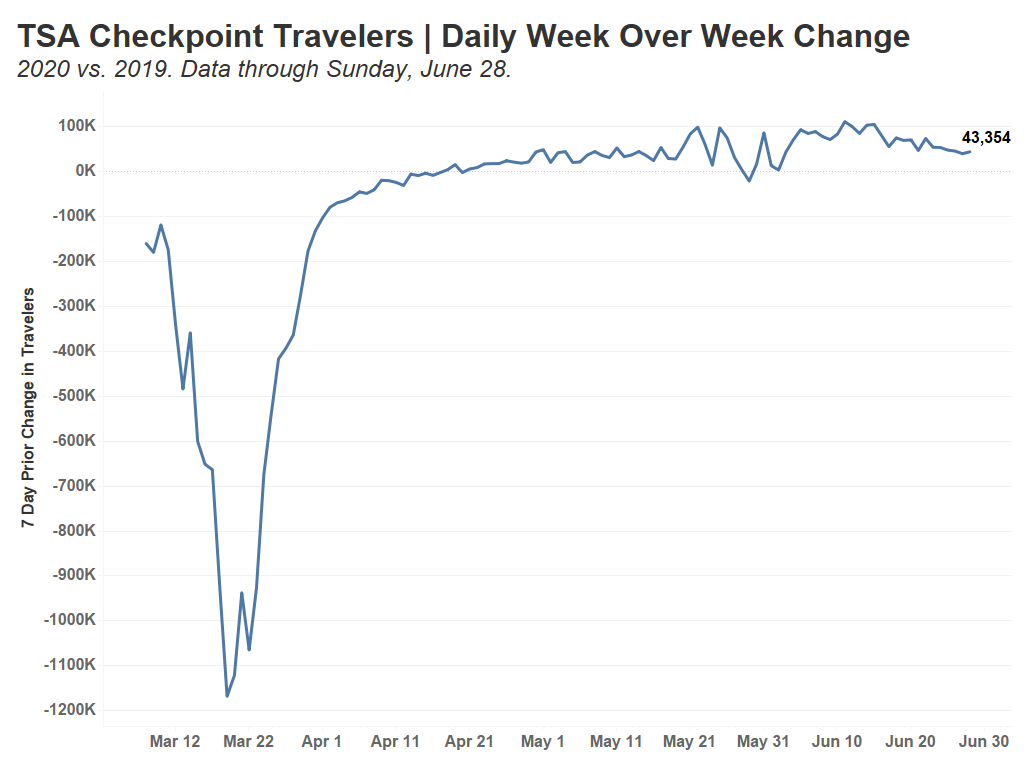 TSA Checkpoint Travelers | Daily Week Over Week Change
2020 vs. 2019. Data through Sunday, June 28.
7 Day Prior Change in Travelers
100K
0K
-100K
-200K
-300K
-400K
-500K
-600K
-700K
-800K
-900K
-1000K
-1100K
-1200K
43,354
Mar 12 Mar 22 Apr 1 Apr 11 Apr 21 May 1 May 11 May 21 May 31 Jun 10 Jun 20 Jun 30